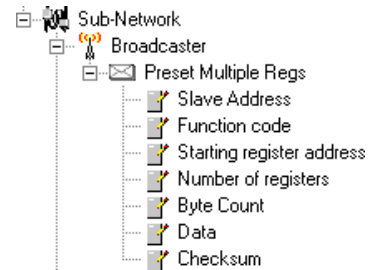 Sub-Network
Broadcaster
Preset Multiple Regs
Slave Address
Function code
Starting register address
Number of registers
Byte Count
Data
Checksum